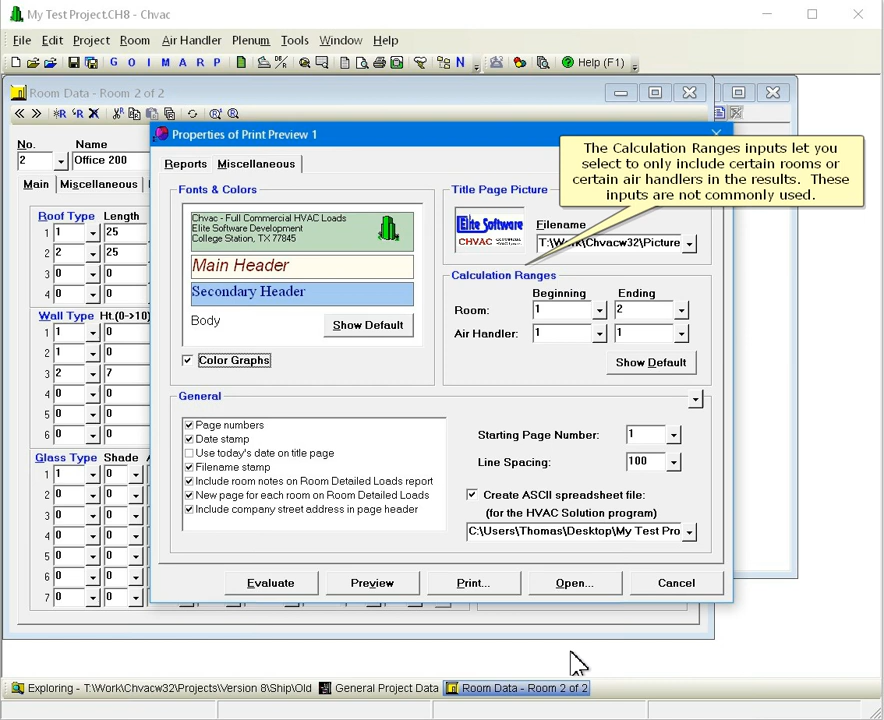 My Test Project.CH8 - Chvac
File Edit Project Room Air Handler Plenum Tools Window Help
G O I M A R P N Help (F1)
Room Data - Room 2 of 2
No. Name
2 Office 200
Main Miscellaneous
Roof Type Length
1 1 25
2 2 25
3 0 0
4 0 0
Wall Type Ht.(0->10)
1 1 0
2 1 0
3 2 7
4 0 0
5 0 0
6 0 0
Glass Type Shade
1 1 0
2 0 0
3 0 0
4 0 0
5 0 0
6 0 0
7 0 0
Properties of Print Preview 1
Reports Miscellaneous
The Calculation Ranges inputs let you
select to only include certain rooms or
certain air handlers in the results. These
inputs are not commonly used.
Fonts & Colors
Chvac - Full Commercial HVAC Loads
Elite Software Development
College Station, TX 77845
Main Header
Secondary Header
Body
Show Default
Color Graphs
Title Page Picture
Elite Software
CHVAC
Filename
T:\Work\Chvacw32\Picture
Calculation Ranges
Beginning Ending
Room: 1 2
Air Handler: 1 1
Show Default
General
Page numbers
Date stamp
Use today's date on title page
Filename stamp
Include room notes on Room Detailed Loads report
New page for each room on Room Detailed Loads
Include company street address in page header
Starting Page Number: 1
Line Spacing: 100
Create ASCII spreadsheet file:
(for the HVAC Solution program)
C:\Users\Thomas\Desktop\My Test Pro
Evaluate Preview Print... Open... Cancel
Exploring - T:\Work\Chvacw32\Projects\Version 8\Ship\Old General Project Data Room Data - Room 2 of 2